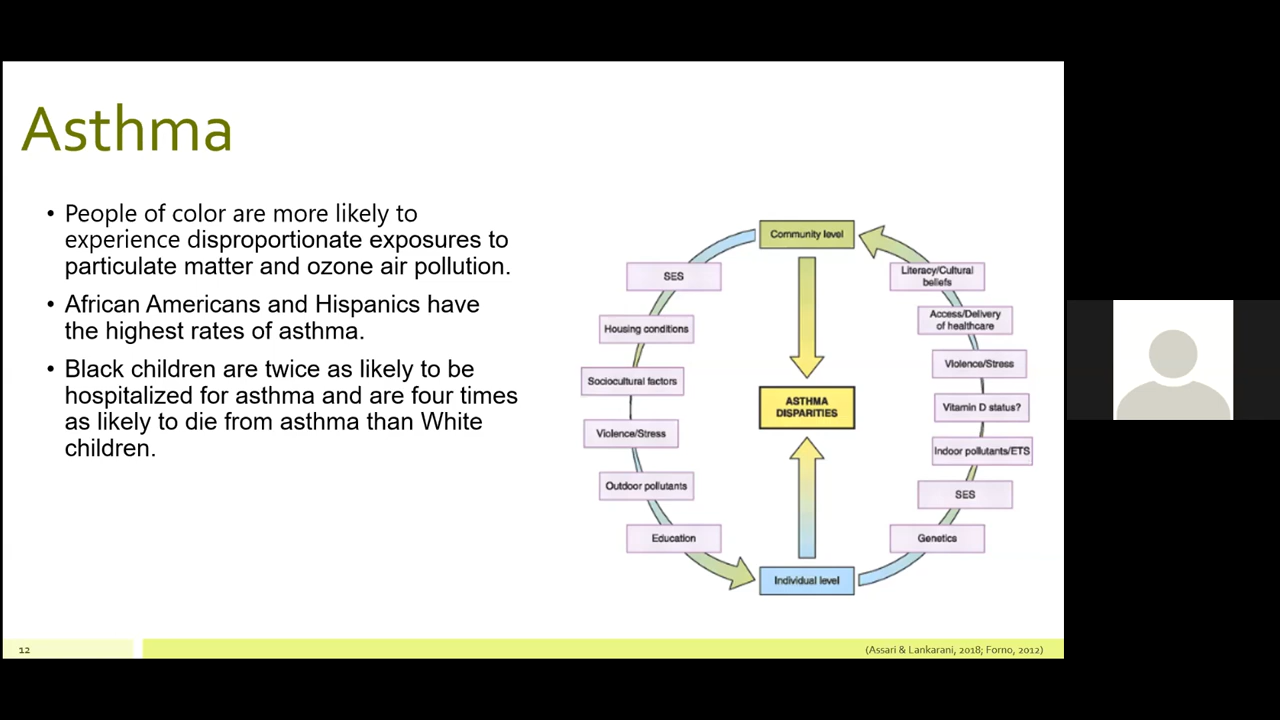 Asthma
• People of color are more likely to
experience disproportionate exposures to
particulate matter and ozone air pollution.
• African Americans and Hispanics have
the highest rates of asthma.
• Black children are twice as likely to be
hospitalized for asthma and are four times
as likely to die from asthma than White
children.
Community level
SES
Housing conditions
Sociocultural factors
Violence/Stress
Outdoor pollutants
Education
ASTHMA
DISPARITIES
Individual level
Literacy/Cultural
beliefs
Access/Delivery
of healthcare
Violence/Stress
Vitamin D status?
Indoor pollutants/ETS
SES
Genetics
12
(Assari & Lankarani, 2018; Forno, 2012)